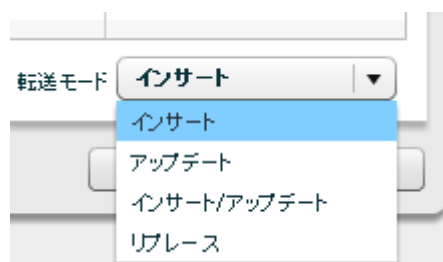 転送モード インサート
インサート
アップデート
インサート/アップデート
リプレース